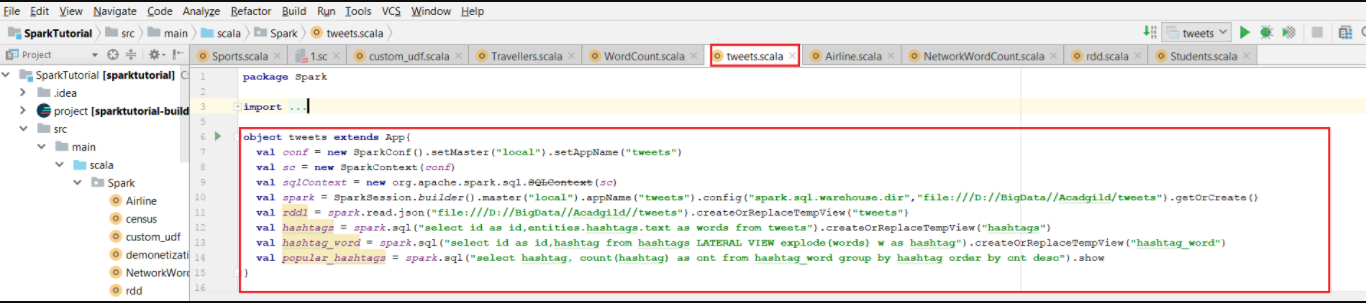 File Edit View Navigate Code Analyze Refactor Build Run Tools VCS Window Help
SparkTutorial src main scala Spark tweets.scala tweets
Project Sports.scala 1.sc custom_udf.scala Travellers.scala WordCount.scala tweets.scala Airline.scala NetworkWordCount.scala rdd.scala Students.scala
SparkTutorial [sparktutorial] C:
.idea
project [sparktutorial-build
src
main
scala
Spark
Airline
census
custom_udf
demonetizati
NetworkWord
rdd
1 package Spark
2
3 import ...
5
6 object tweets extends App{
7 val conf = new SparkConf().setMaster("local").setAppName("tweets")
8 val sc = new SparkContext(conf)
9 val sqlContext = new org.apache.spark.sql.SQLContext(sc)
10 val spark = SparkSession.builder().master("local").appName("tweets").config("spark.sql.warehouse.dir","file:///D://BigData//Acadgild/tweets").getOrCreate()
11 val rdd1 = spark.read.json("file:///D://BigData//Acadgild//tweets").createOrReplaceTempView("tweets")
12 val hashtags = spark.sql("select id as id,entities.hashtags.text as words from tweets").createOrReplaceTempView("hashtags")
13 val hashtag_word = spark.sql("select id as id,hashtag from hashtags LATERAL VIEW explode(words) w as hashtag").createOrReplaceTempView("hashtag_word")
14 val popular_hashtags = spark.sql("select hashtag, count(hashtag) as cnt from hashtag_word group by hashtag order by cnt desc").show
15 }
16